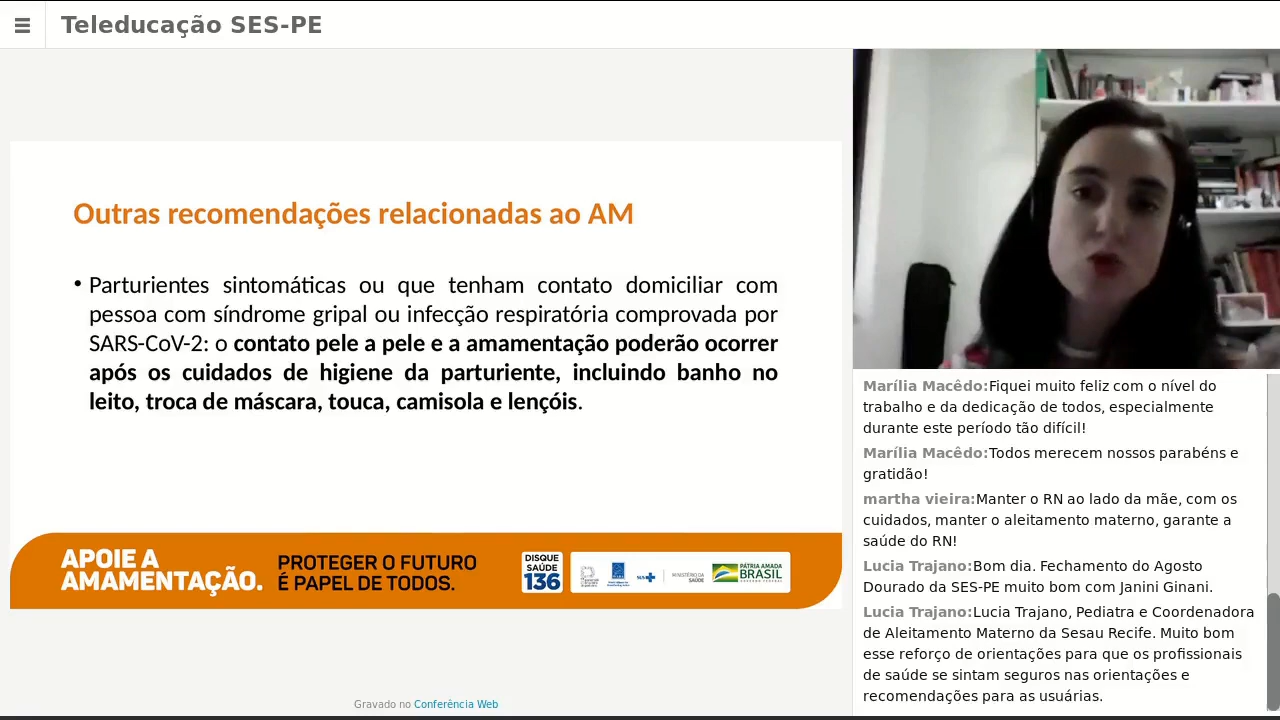 Teleducação SES-PE
Outras recomendações relacionadas ao AM
• Parturientes sintomáticas ou que tenham contato domiciliar com
pessoa com síndrome gripal ou infecção respiratória comprovada por
SARS-CoV-2: o contato pele a pele e a amamentação poderão ocorrer
após os cuidados de higiene da parturiente, incluindo banho no
leito, troca de máscara, touca, camisola e lençóis.
APOIE A
AMAMENTAÇÃO.
PROTEGER O FUTURO
É PAPEL DE TODOS.
DISQUE
SAÚDE
136
SUS
MINISTÉRIO DA
SAÚDE
PÁTRIA AMADA
BRASIL
Gravado no Conferência Web
Marília Macêdo:Fiquei muito feliz com o nível do
trabalho e da dedicação de todos, especialmente
durante este período tão difícil!
Marília Macêdo:Todos merecem nossos parabéns e
gratidão!
martha vieira:Manter o RN ao lado da mãe, com os
cuidados, manter o aleitamento materno, garante a
saúde do RN!
Lucia Trajano:Bom dia. Fechamento do Agosto
Dourado da SES-PE muito bom com Janini Ginani.
Lucia Trajano:Lucia Trajano, Pediatra e Coordenadora
de Aleitamento Materno da Sesau Recife. Muito bom
esse reforço de orientações para que os profissionais
de saúde se sintam seguros nas orientações e
recomendações para as usuárias.